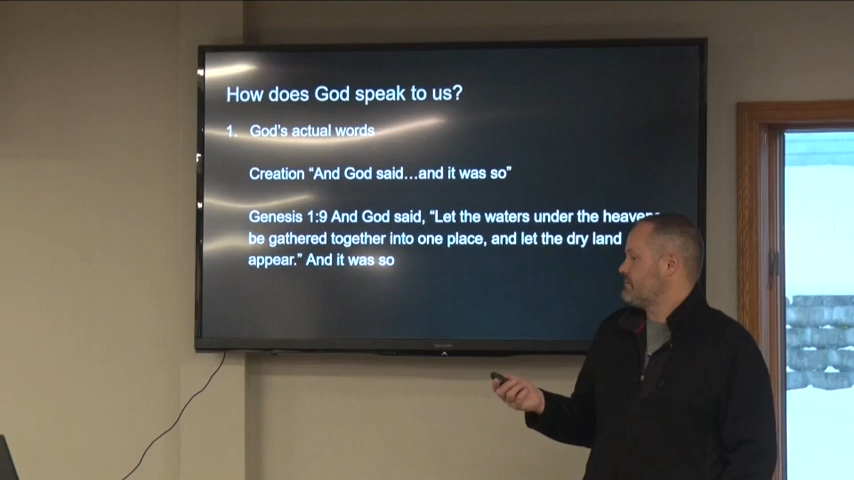 How does God speak to us?
1. God's actual words
Creation "And God said...and it was so"
Genesis 1:9 And God said, "Let the waters under the heavens
be gathered together into one place, and let the dry land
appear." And it was so